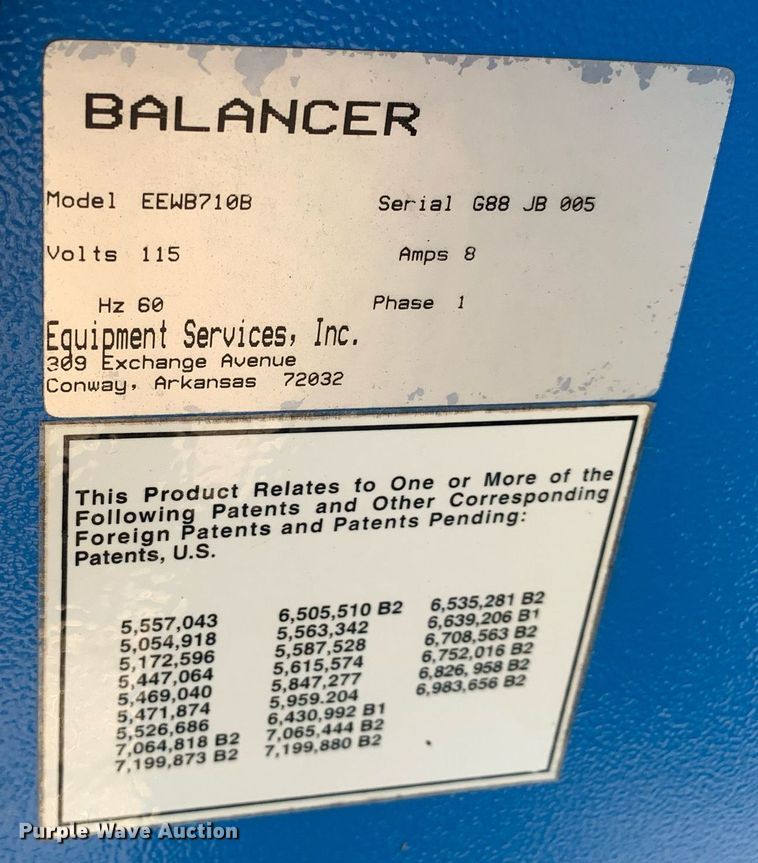 BALANCER
Model EEWB710B Serial G88 JB 005
Volts 115 Amps 8
Hz 60 Phase 1
Equipment Services, Inc.
309 Exchange Avenue
Conway, Arkansas 72032
This Product Relates to One or More of the
Following Patents and Other Corresponding
Foreign Patents and Patents Pending:
Patents, U.S.
5,557,043 6,505,510 B2 6,535,281 B2
5,054,918 5,563,342 6,639,206 B1
5,172,596 5,587,528 6,708,563 B2
5,447,064 5,615,574 6,752,016 B2
5,469,040 5,847,277 6,826,958 B2
5,471,874 5,959.204 6,983,656 B2
5,526,686 6,430,992 B1
7,064,818 B2 7,065,444 B2
7,199,873 B2 7,199,880 B2
Purple Wave Auction